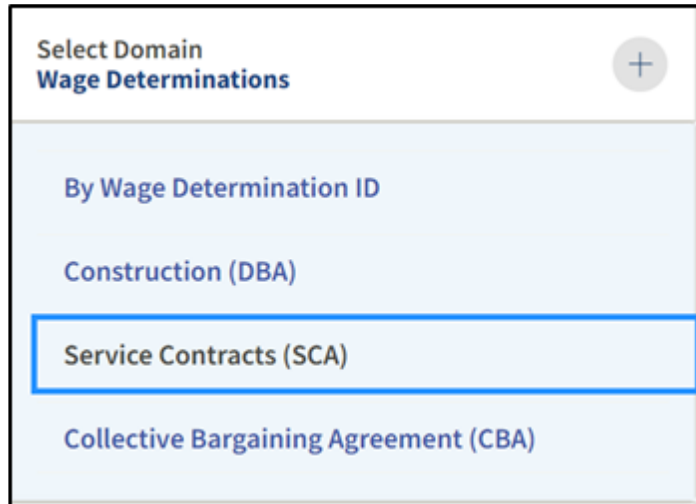 Select Domain
Wage Determinations
By Wage Determination ID
Construction (DBA)
Service Contracts (SCA)
Collective Bargaining Agreement (CBA)